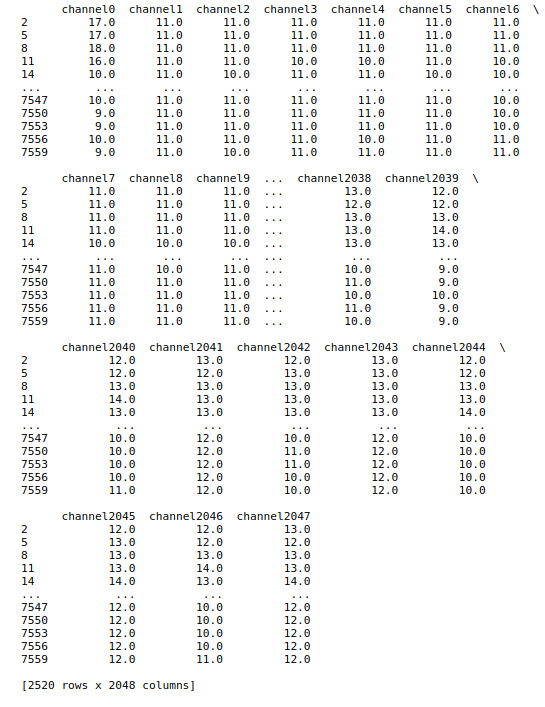 channel0  channel1  channel2  channel3  channel4  channel5  channel6  \
2         17.0      11.0      11.0      11.0      11.0      11.0      11.0
5         17.0      11.0      11.0      11.0      11.0      11.0      11.0
8         18.0      11.0      11.0      11.0      11.0      11.0      11.0
11        16.0      11.0      11.0      10.0      10.0      11.0      10.0
14        10.0      11.0      10.0      11.0      11.0      10.0      10.0
...        ...       ...       ...       ...       ...       ...       ...
7547      10.0      11.0      11.0      11.0      11.0      11.0      10.0
7550       9.0      11.0      11.0      11.0      11.0      11.0      10.0
7553       9.0      11.0      11.0      11.0      11.0      11.0      10.0
7556      10.0      11.0      11.0      11.0      10.0      11.0      10.0
7559       9.0      11.0      10.0      11.0      11.0      11.0      11.0

      channel7  channel8  channel9  ...  channel2038  channel2039  \
2         11.0      11.0      11.0  ...         13.0         12.0
5         11.0      11.0      11.0  ...         12.0         12.0
8         11.0      11.0      11.0  ...         13.0         13.0
11        11.0      11.0      11.0  ...         13.0         14.0
14        10.0      10.0      10.0  ...         13.0         13.0
...        ...       ...       ...  ...          ...          ...
7547      11.0      10.0      11.0  ...         10.0          9.0
7550      11.0      11.0      11.0  ...         11.0          9.0
7553      11.0      11.0      11.0  ...         10.0         10.0
7556      11.0      11.0      11.0  ...         11.0          9.0
7559      11.0      11.0      11.0  ...         10.0          9.0

      channel2040  channel2041  channel2042  channel2043  channel2044  \
2            12.0         13.0         12.0         13.0         12.0
5            12.0         12.0         13.0         13.0         12.0
8            13.0         13.0         13.0         13.0         13.0
11           14.0         13.0         13.0         13.0         13.0
14           13.0         13.0         13.0         13.0         14.0
...           ...          ...          ...          ...          ...
7547         10.0         12.0         10.0         12.0         10.0
7550         10.0         12.0         11.0         12.0         10.0
7553         10.0         12.0         11.0         12.0         10.0
7556         10.0         12.0         10.0         12.0         10.0
7559         11.0         12.0         10.0         12.0         10.0

      channel2045  channel2046  channel2047
2            12.0         12.0         13.0
5            13.0         12.0         12.0
8            13.0         13.0         13.0
11           13.0         14.0         13.0
14           14.0         13.0         14.0
...           ...          ...          ...
7547         12.0         10.0         12.0
7550         12.0         10.0         12.0
7553         12.0         10.0         12.0
7556         12.0         10.0         12.0
7559         12.0         11.0         12.0

[2520 rows x 2048 columns]